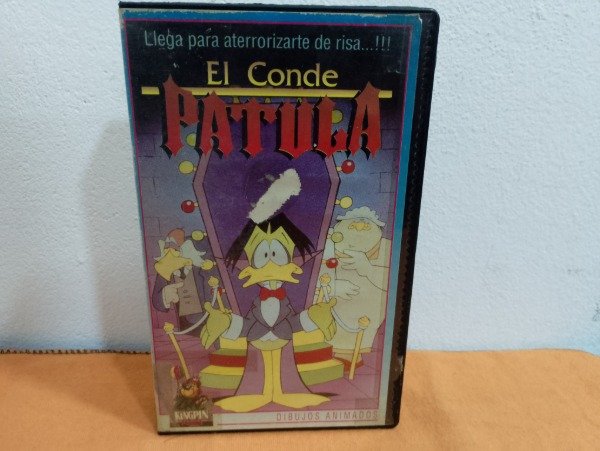 Llega para aterrorizarte de risa...!!!
El Conde
PATULA
KINGPIN
DIBUJOS ANIMADOS